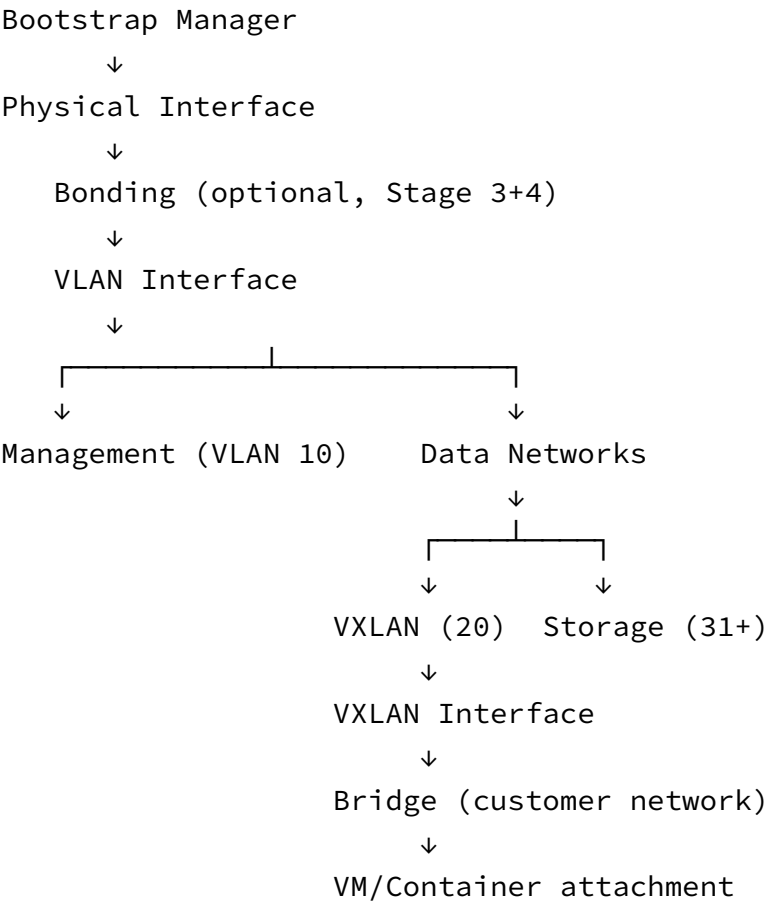 Bootstrap Manager
↓
Physical Interface
↓
Bonding (optional, Stage 3+4)
↓
VLAN Interface
↓
↓ ↓
Management (VLAN 10) Data Networks
↓
↓ ↓
VXLAN (20) Storage (31+)
↓
VXLAN Interface
↓
Bridge (customer network)
↓
VM/Container attachment